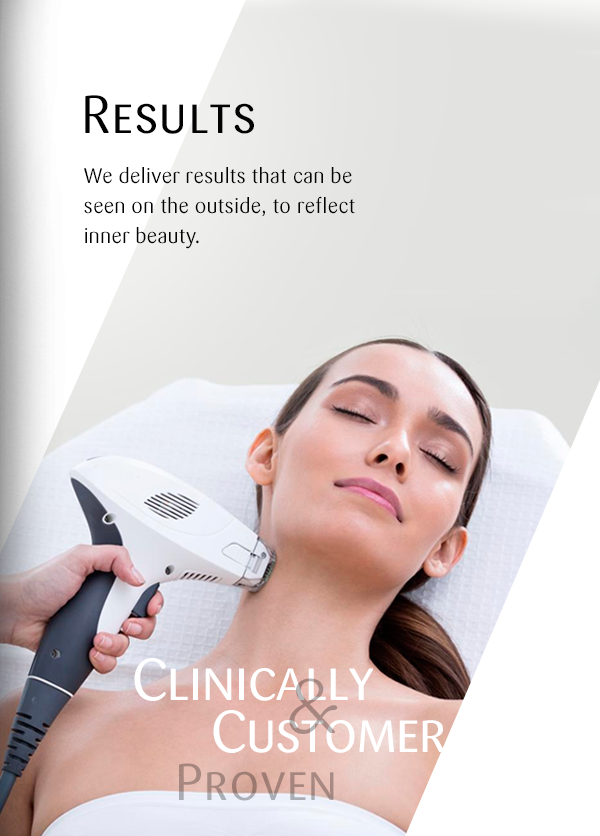 Results
We deliver results that can be
seen on the outside, to reflect
inner beauty.
Clinically
&
Customer
Proven